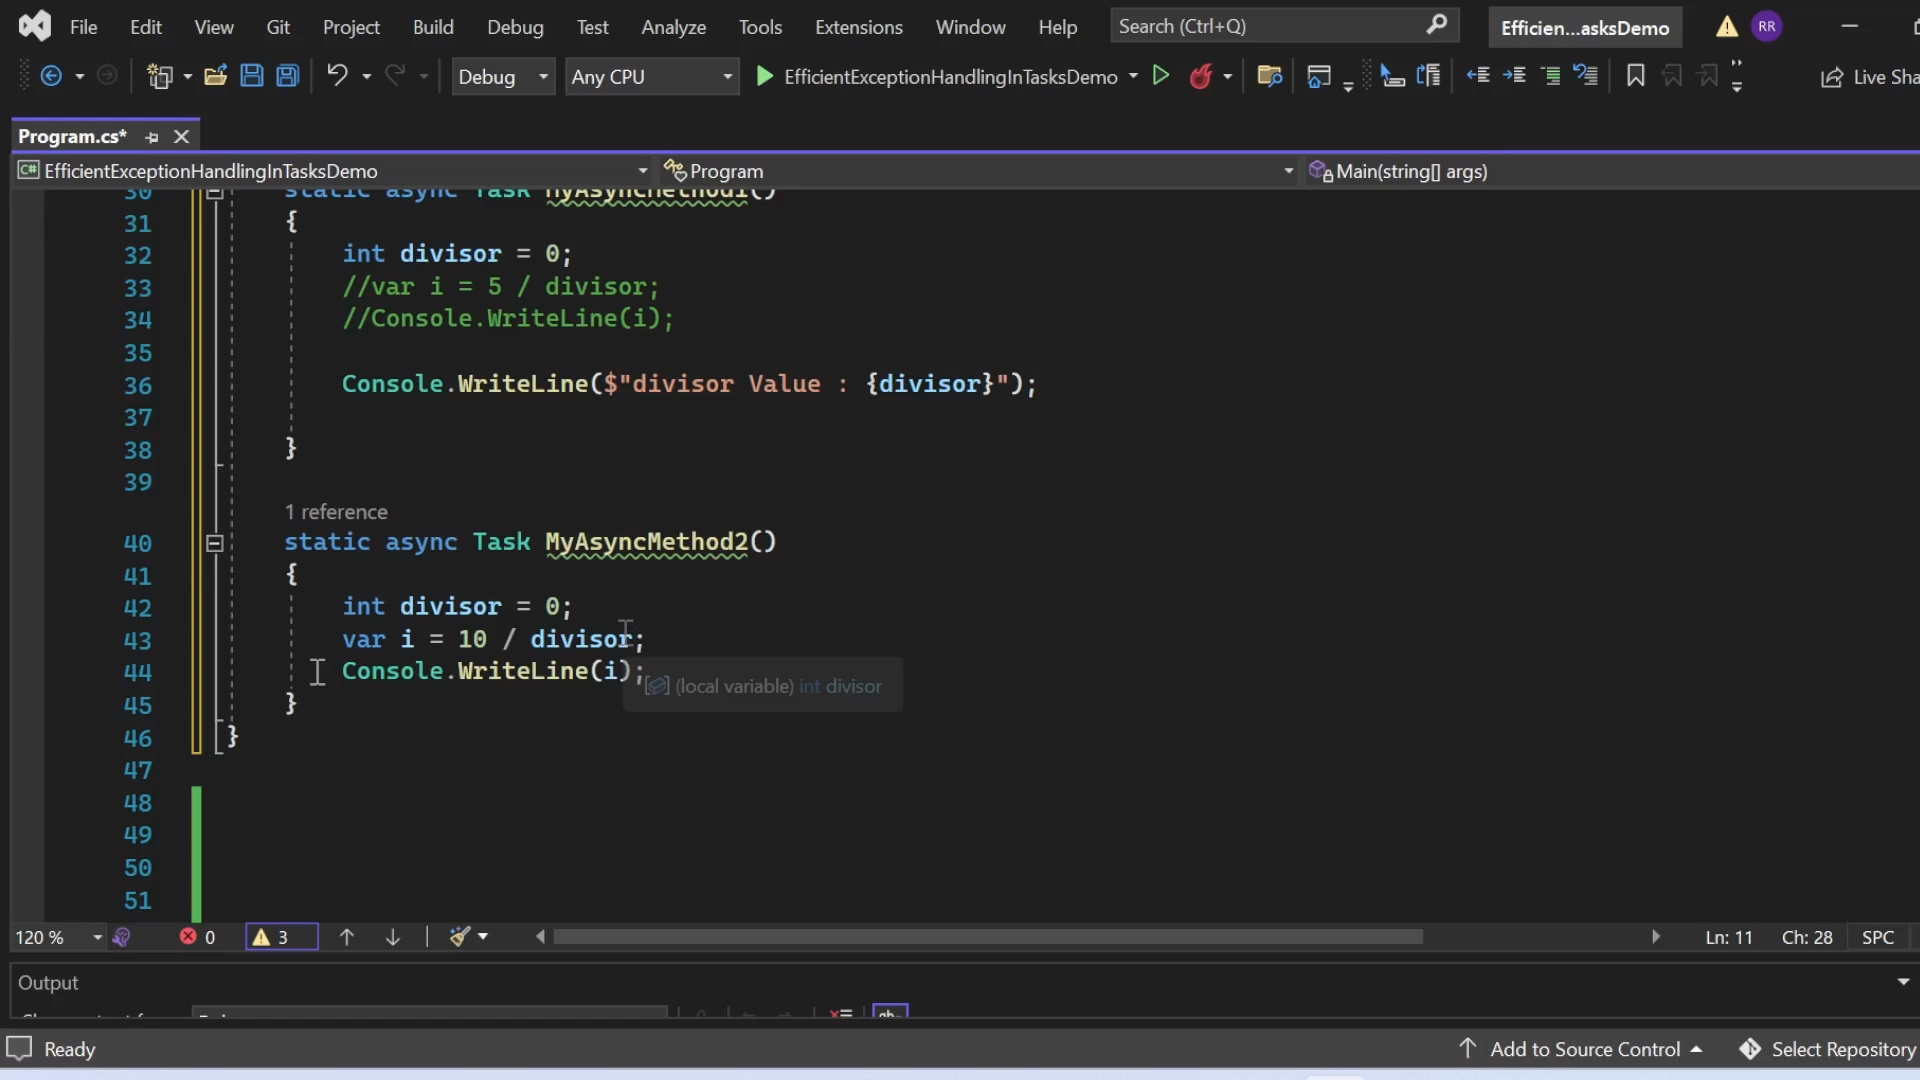 File Edit View Git Project Build Debug Test Analyze Tools Extensions Window Help Search (Ctrl+Q) Efficien...asksDemo RR
Debug Any CPU EfficientExceptionHandlingInTasksDemo Live Sha
Program.cs*
C# EfficientExceptionHandlingInTasksDemo Program Main(string[] args)
30 static async Task MyAsyncMethod1()
31 {
32 int divisor = 0;
33 //var i = 5 / divisor;
34 //Console.WriteLine(i);
35
36 Console.WriteLine($"divisor Value : {divisor}");
37
38 }
39
1 reference
40 static async Task MyAsyncMethod2()
41 {
42 int divisor = 0;
43 var i = 10 / divisor;
44 Console.WriteLine(i);
(local variable) int divisor
45 }
46 }
47
48
49
50
51
120 % 0 3 Ln: 11 Ch: 28 SPC
Output
Ready Add to Source Control Select Repository